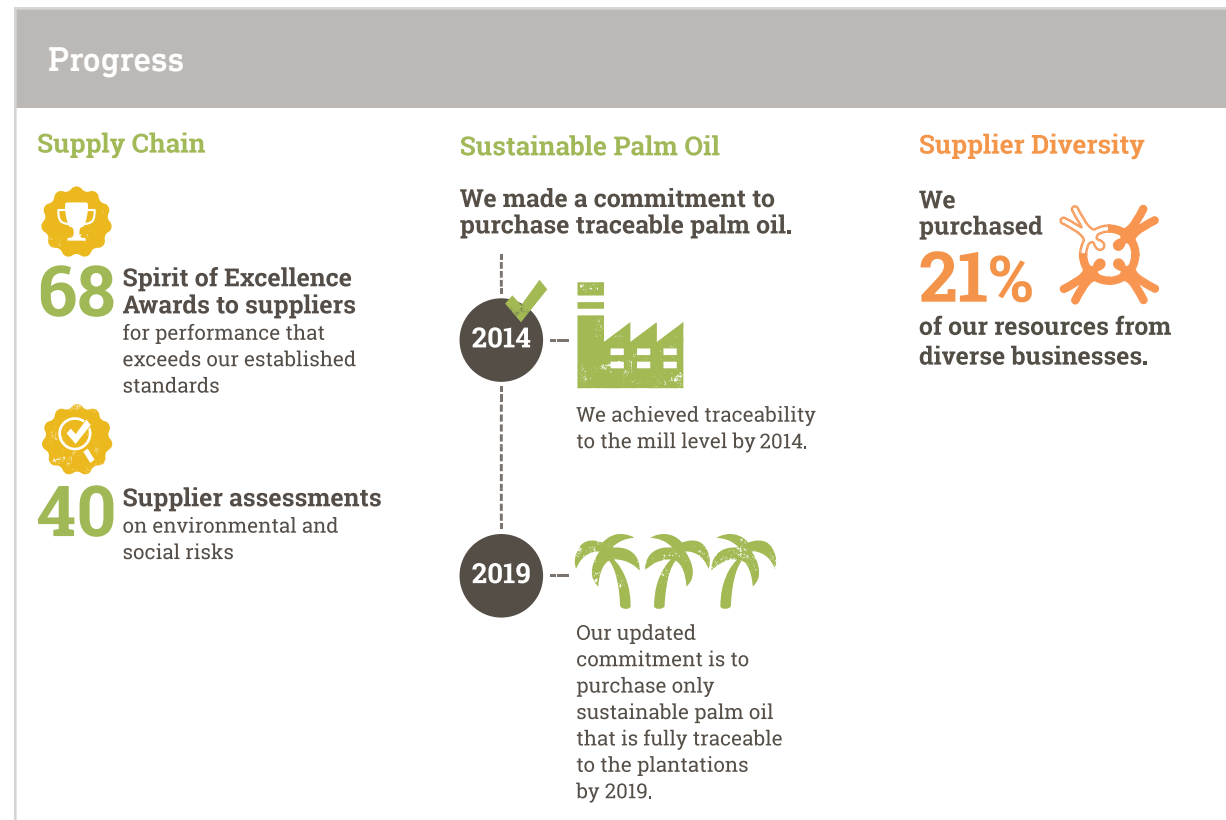 Progress
Supply Chain
68
Spirit of Excellence
Awards to suppliers
for performance that
exceeds our established
standards
40
Supplier assessments
on environmental and
social risks
Sustainable Palm Oil
We made a commitment to
purchase traceable palm oil.
2014
We achieved traceability
to the mill level by 2014.
2019
Our updated
commitment is to
purchase only
sustainable palm oil
that is fully traceable
to the plantations
by 2019.
Supplier Diversity
We
purchased
21%
of our resources from
diverse businesses.